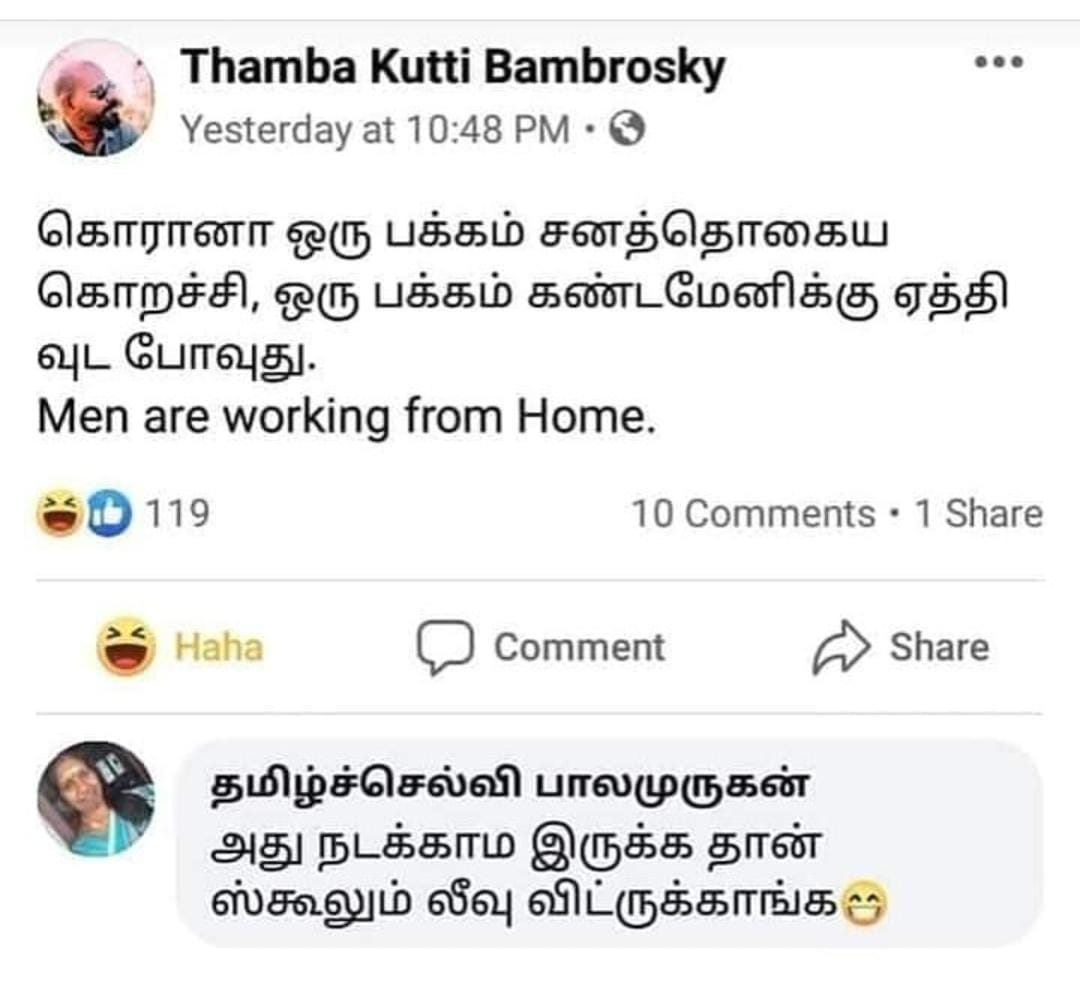 Thamba Kutti Bambrosky
Yesterday at 10:48 PM •
கொரானா ஒரு பக்கம் சனத்தொகைய
கொறச்சி, ஒரு பக்கம் கண்டமேனிக்கு ஏத்தி
வுட போவுது.
Men are working from Home.
119 10 Comments • 1 Share
Haha Comment Share
தமிழ்ச்செல்வி பாலமுருகன்
அது நடக்காம இருக்க தான்
ஸ்கூலும் லீவு விட்ருக்காங்க😁